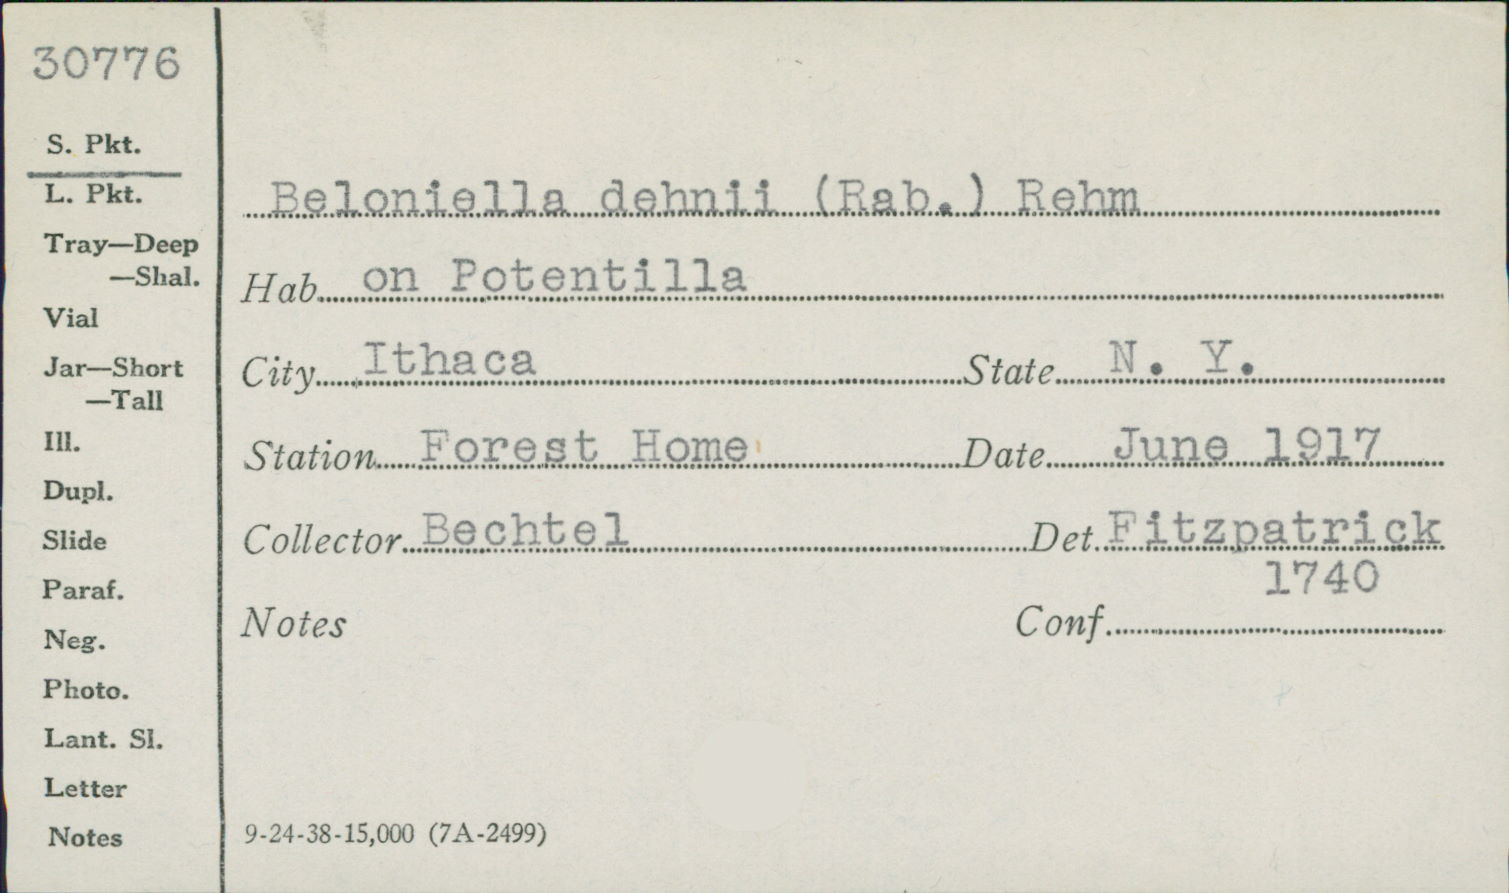 30776
S. Pkt.
L. Pkt.
Tray—Deep
—Shal.
Vial
Jar—Short
—Tall
Ill.
Dupl.
Slide
Paraf.
Neg.
Photo.
Lant. Sl.
Letter
Notes
Beloniella dehnii (Rab.) Rehm
Hab. on Potentilla
City Ithaca State N. Y.
Station Forest Home Date June 1917
Collector Bechtel Det. Fitzpatrick
1740
Notes Conf.
9-24-38-15,000 (7A-2499)